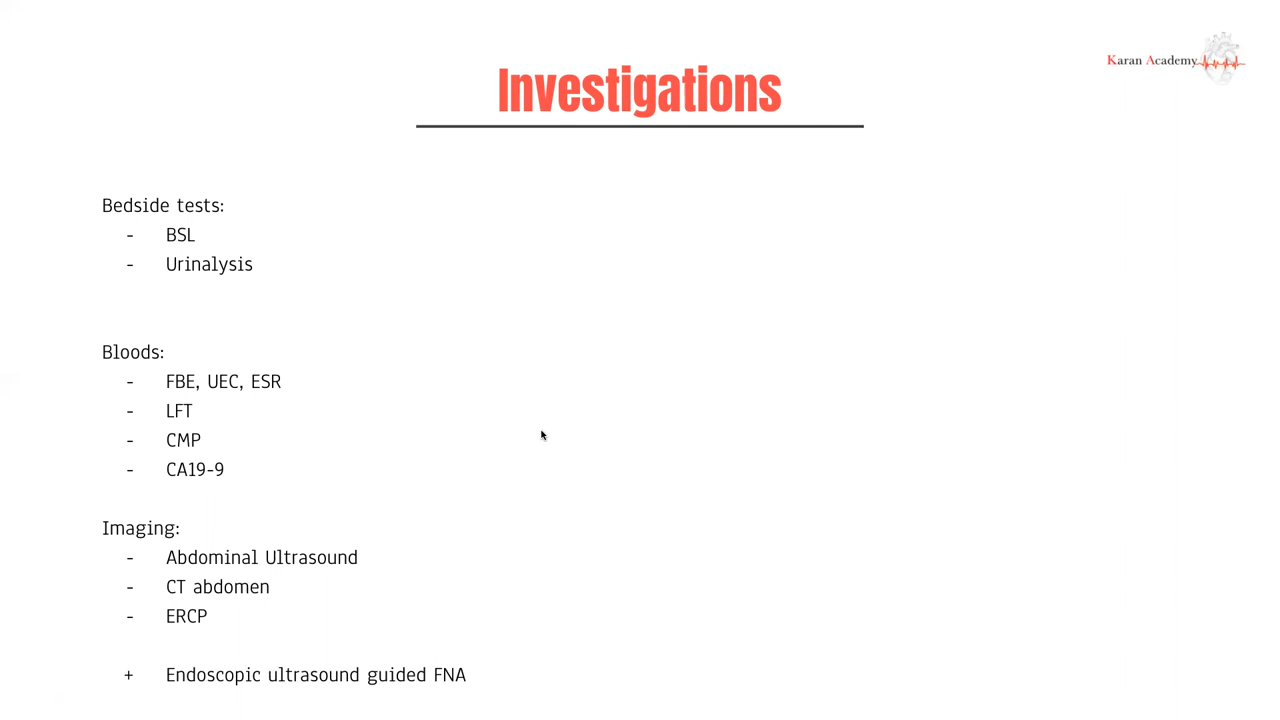 Karan Academy
Investigations
Bedside tests:
- BSL
- Urinalysis
Bloods:
- FBE, UEC, ESR
- LFT
- CMP
- CA19-9
Imaging:
- Abdominal Ultrasound
- CT abdomen
- ERCP
+ Endoscopic ultrasound guided FNA